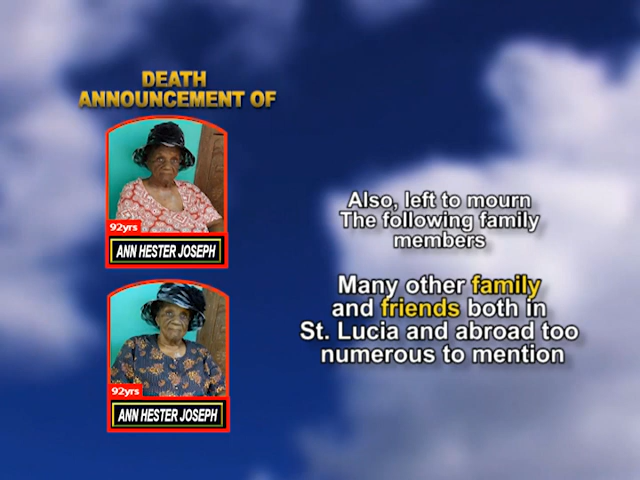 DEATH
ANNOUNCEMENT OF
92yrs
ANN HESTER JOSEPH
92yrs
ANN HESTER JOSEPH
Also, left to mourn
The following family
members
Many other family
and friends both in
St. Lucia and abroad too
numerous to mention